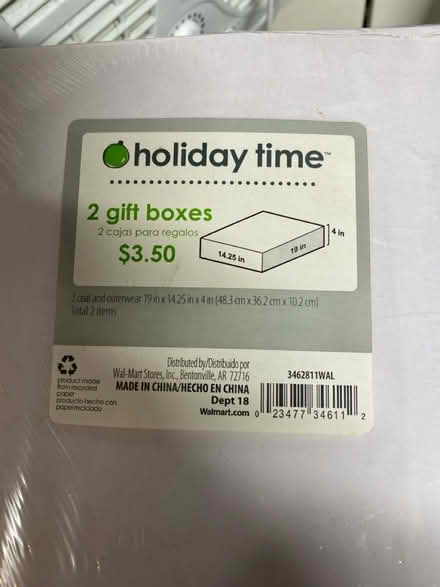 holiday time™
2 gift boxes
2 cajas para regalos
$3.50
4 in
14.25 in
19 in
2 coat and outerwear 19 in x 14.25 in x 4 in (48.3 cm x 36.2 cm x 10.2 cm)
Total 2 items
product made
from recycled
paper
producto hecho con
papel reciclado
Distributed by/Distribuido por
Wal-Mart Stores, Inc., Bentonville, AR 72716
MADE IN CHINA/HECHO EN CHINA
Dept 18
Walmart.com
3462811WAL
0 23477 34611 2